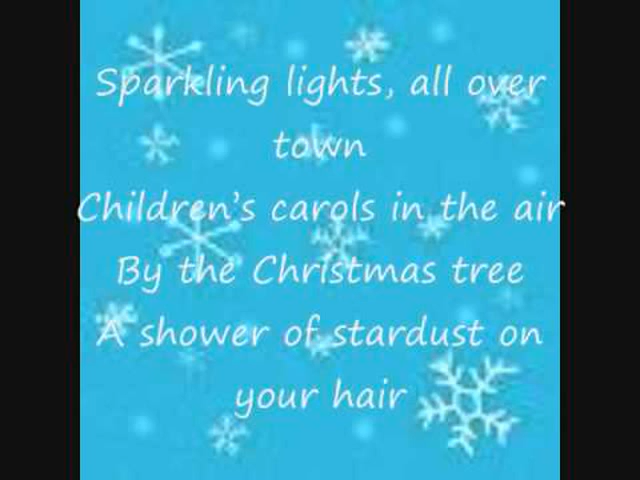 Sparkling lights, all over
town
Children’s carols in the air
By the Christmas tree
A shower of stardust on
your hair